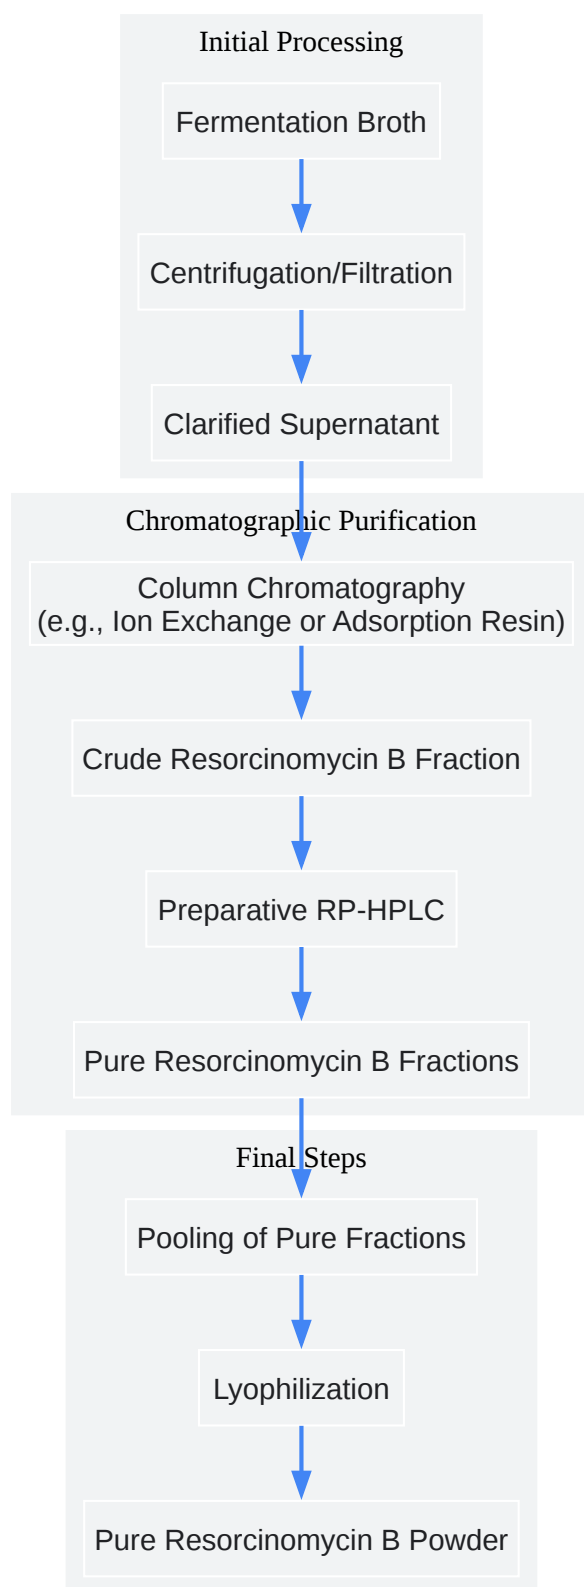 Initial Processing
Fermentation Broth
Centrifugation/Filtration
Clarified Supernatant
Chromatographic Purification
Column Chromatography
(e.g., Ion Exchange or Adsorption Resin)
Crude Resorcinomycin B Fraction
Preparative RP-HPLC
Pure Resorcinomycin B Fractions
Final Steps
Pooling of Pure Fractions
Lyophilization
Pure Resorcinomycin B Powder